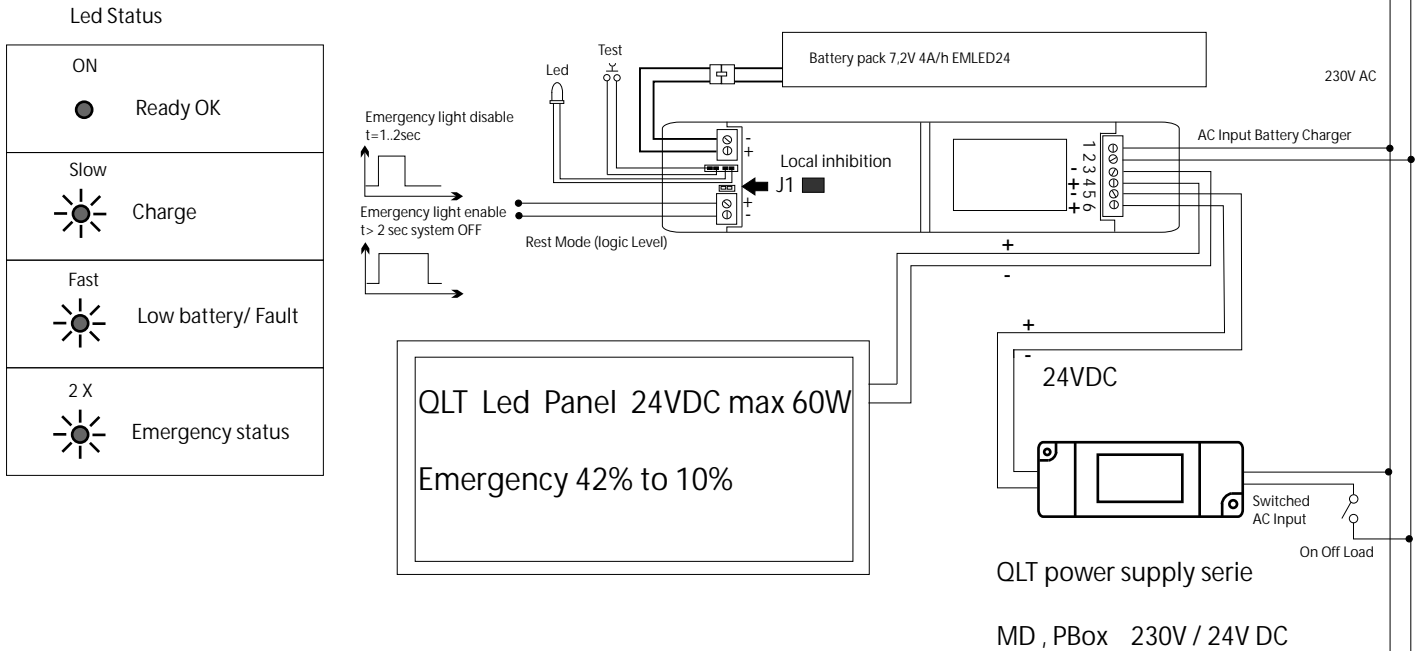 Led Status
ON
Ready OK
Slow
Charge
Fast
Low battery/ Fault
2 X
Emergency status
Emergency light disable
t=1..2sec
Emergency light enable
t> 2 sec system OFF
Led
Test
Battery pack 7,2V 4A/h EMLED24
-
+
Local inhibition
J1
+
-
Rest Mode (logic Level)
1
2
3
4
5
6
-
+
-
+
AC Input Battery Charger
230V AC
+
-
+
-
24VDC
QLT Led Panel 24VDC max 60W
Emergency 42% to 10%
Switched
AC Input
On Off Load
QLT power supply serie
MD , PBox 230V / 24V DC